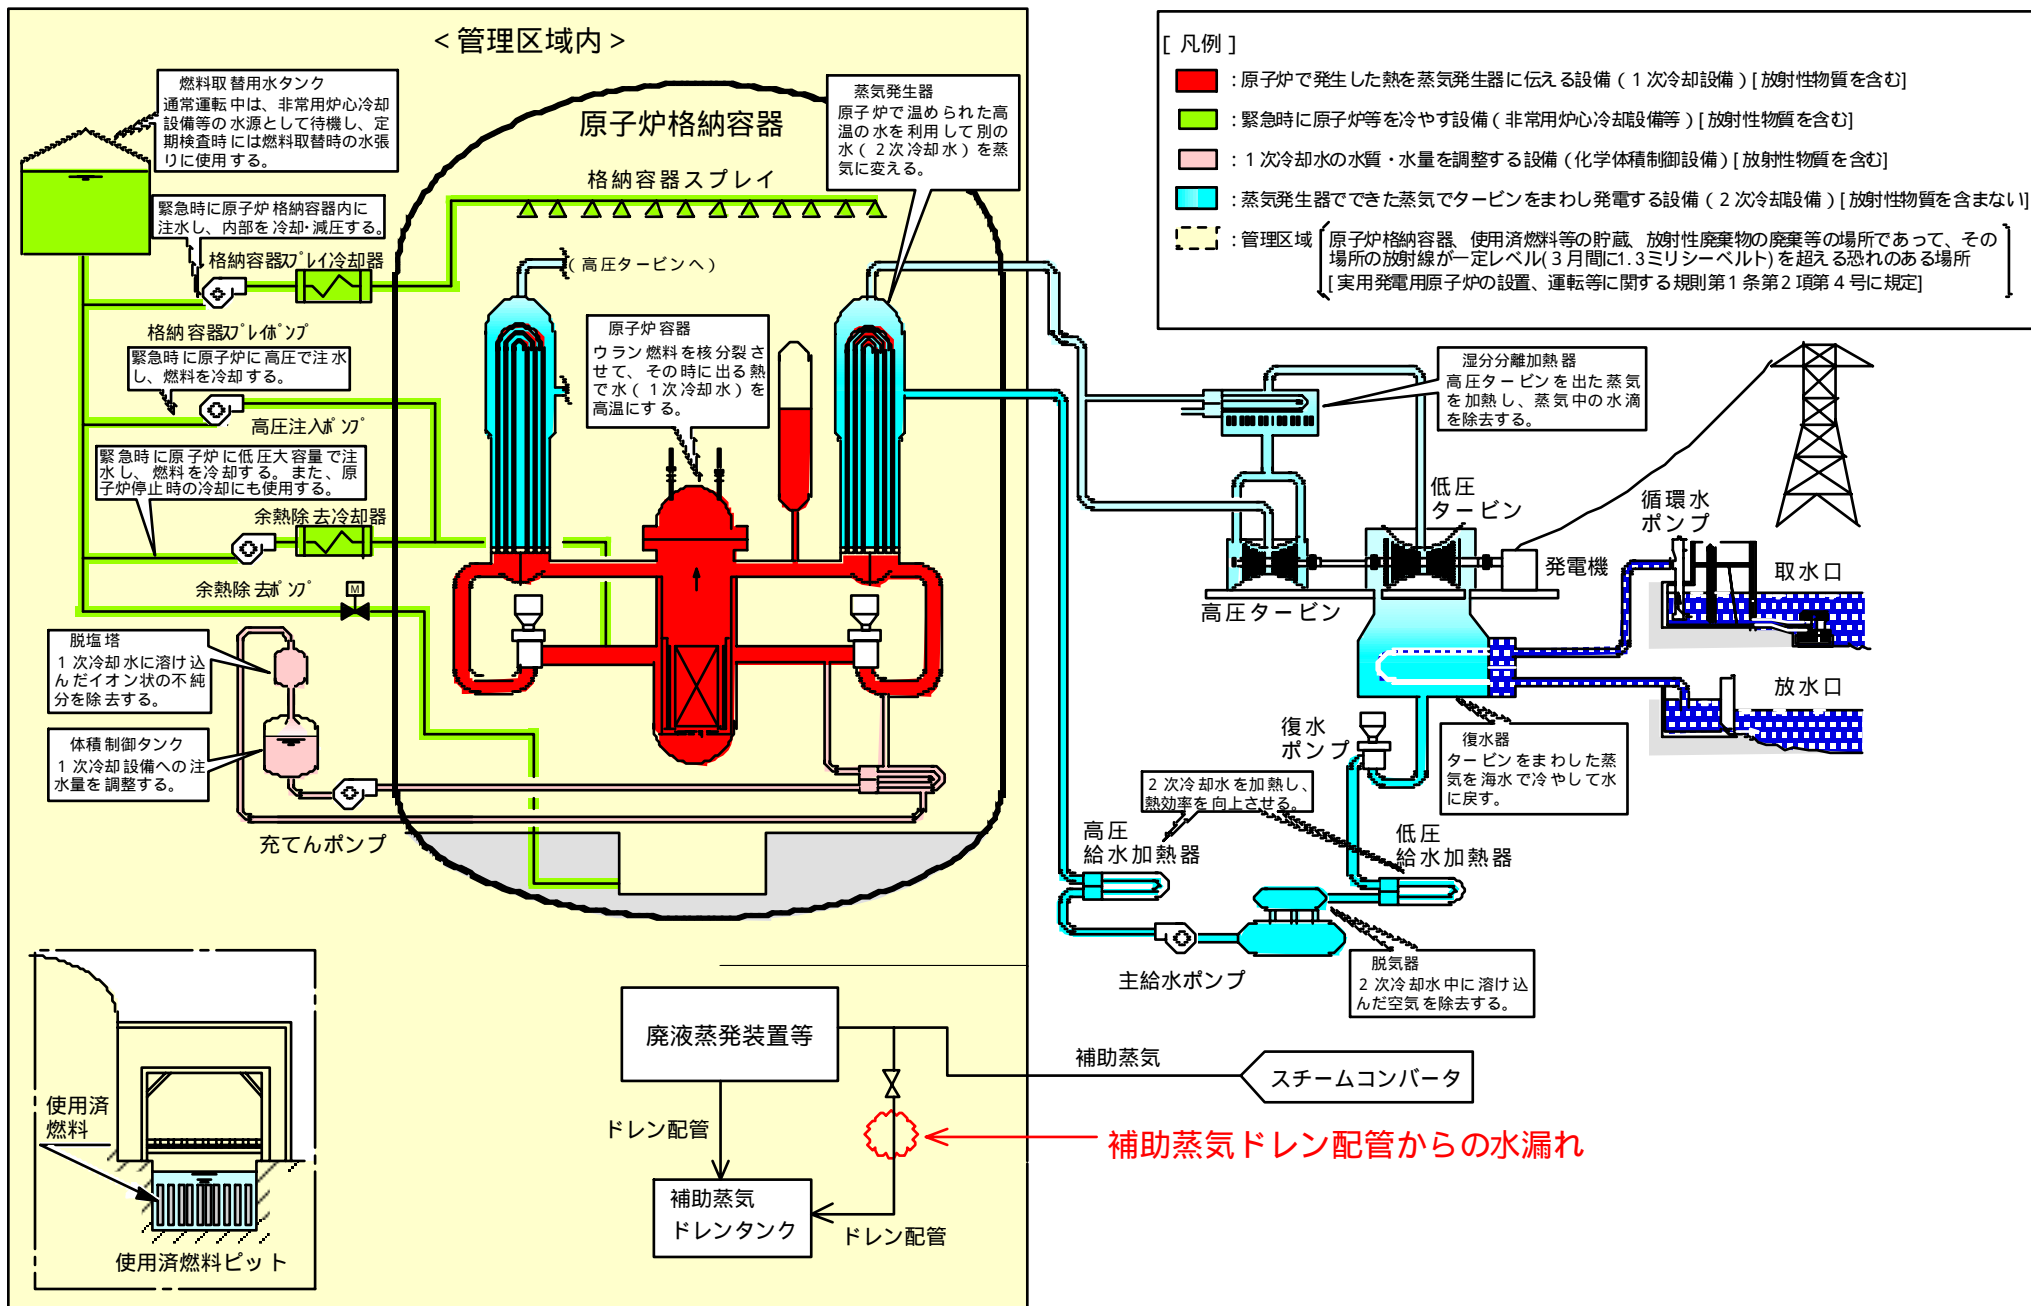 ＜管理区域内＞
燃料取替用水タンク
通常運転中は、非常用炉心冷却
設備等の水源として待機し、定
期検査時には燃料取替時の水張
りに使用する。
緊急時に原子炉格納容器内に
注水し、内部を冷却・減圧する。
格納容器ｽﾌﾟレイ冷却器
格納容器ｽﾌﾟレイﾎﾟンプ
緊急時に原子炉に高圧で注水
し、燃料を冷却する。
高圧注入ﾎﾟンプ
緊急時に原子炉に低圧大容量で注
水し、燃料を冷却する。また、原
子炉停止時の冷却にも使用する。
余熱除去冷却器
余熱除去ﾎﾟンプ
M
脱塩塔
１次冷却水に溶け込
んだイオン状の不純
分を除去する。
体積制御タンク
１次冷却設備への注
水量を調整する。
充てんポンプ
原子炉格納容器
格納容器スプレイ
（高圧タービンへ）
蒸気発生器
原子炉で温められた高
温の水を利用して別の
水（２次冷却水）を蒸
気に変える。
原子炉容器
ウラン燃料を核分裂さ
せて、その時に出る熱
で水（１次冷却水）を
高温にする。
[ 凡例 ]
：原子炉で発生した熱を蒸気発生器に伝える設備（１次冷却設備）[放射性物質を含む]
：緊急時に原子炉等を冷やす設備（非常用炉心冷却設備等）[放射性物質を含む]
：１次冷却水の水質・水量を調整する設備（化学体積制御設備）[放射性物質を含む]
：蒸気発生器でできた蒸気でタービンをまわし発電する設備（２次冷却設備）[放射性物質を含まない]
：管理区域 原子炉格納容器、使用済燃料等の貯蔵、放射性廃棄物の廃棄等の場所であって、その
場所の放射線が一定レベル(３月間に1.3ミリシーベルト)を超える恐れのある場所
[実用発電用原子炉の設置、運転等に関する規則第１条第２項第４号に規定]
湿分分離加熱器
高圧タービンを出た蒸気
を加熱し、蒸気中の水滴
を除去する。
低圧
タービン
高圧タービン
発電機
循環水
ポンプ
取水口
放水口
復水
ポンプ
復水器
タービンをまわした蒸
気を海水で冷やして水
に戻す。
２次冷却水を加熱し、
熱効率を向上させる。
高圧
給水加熱器
低圧
給水加熱器
主給水ポンプ
脱気器
２次冷却水中に溶け込
んだ空気を除去する。
使用済
燃料
使用済燃料ピット
廃液蒸発装置等
ドレン配管
補助蒸気
ドレンタンク
ドレン配管
補助蒸気
スチームコンバータ
補助蒸気ドレン配管からの水漏れ